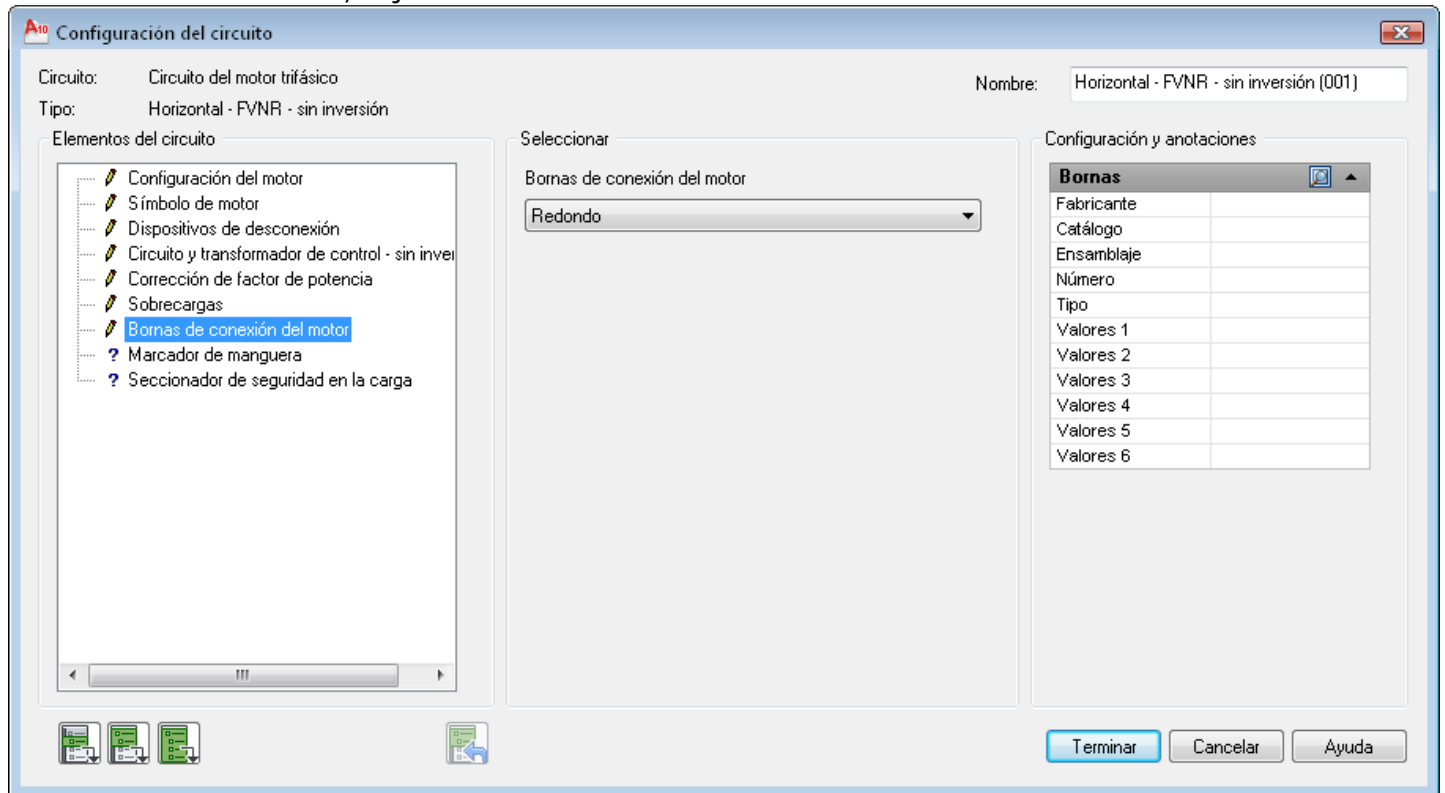 A10 Configuración del circuito
Circuito: Circuito del motor trifásico
Nombre: Horizontal - FVNR - sin inversión (001)
Tipo: Horizontal - FVNR - sin inversión
Elementos del circuito
Configuración del motor
Símbolo de motor
Dispositivos de desconexión
Circuito y transformador de control - sin inver
Corrección de factor de potencia
Sobrecargas
Bornas de conexión del motor
? Marcador de manguera
? Seccionador de seguridad en la carga
Seleccionar
Bornas de conexión del motor
Redondo
Configuración y anotaciones
Bornas
Fabricante
Catálogo
Ensamblaje
Número
Tipo
Valores 1
Valores 2
Valores 3
Valores 4
Valores 5
Valores 6
Terminar Cancelar Ayuda